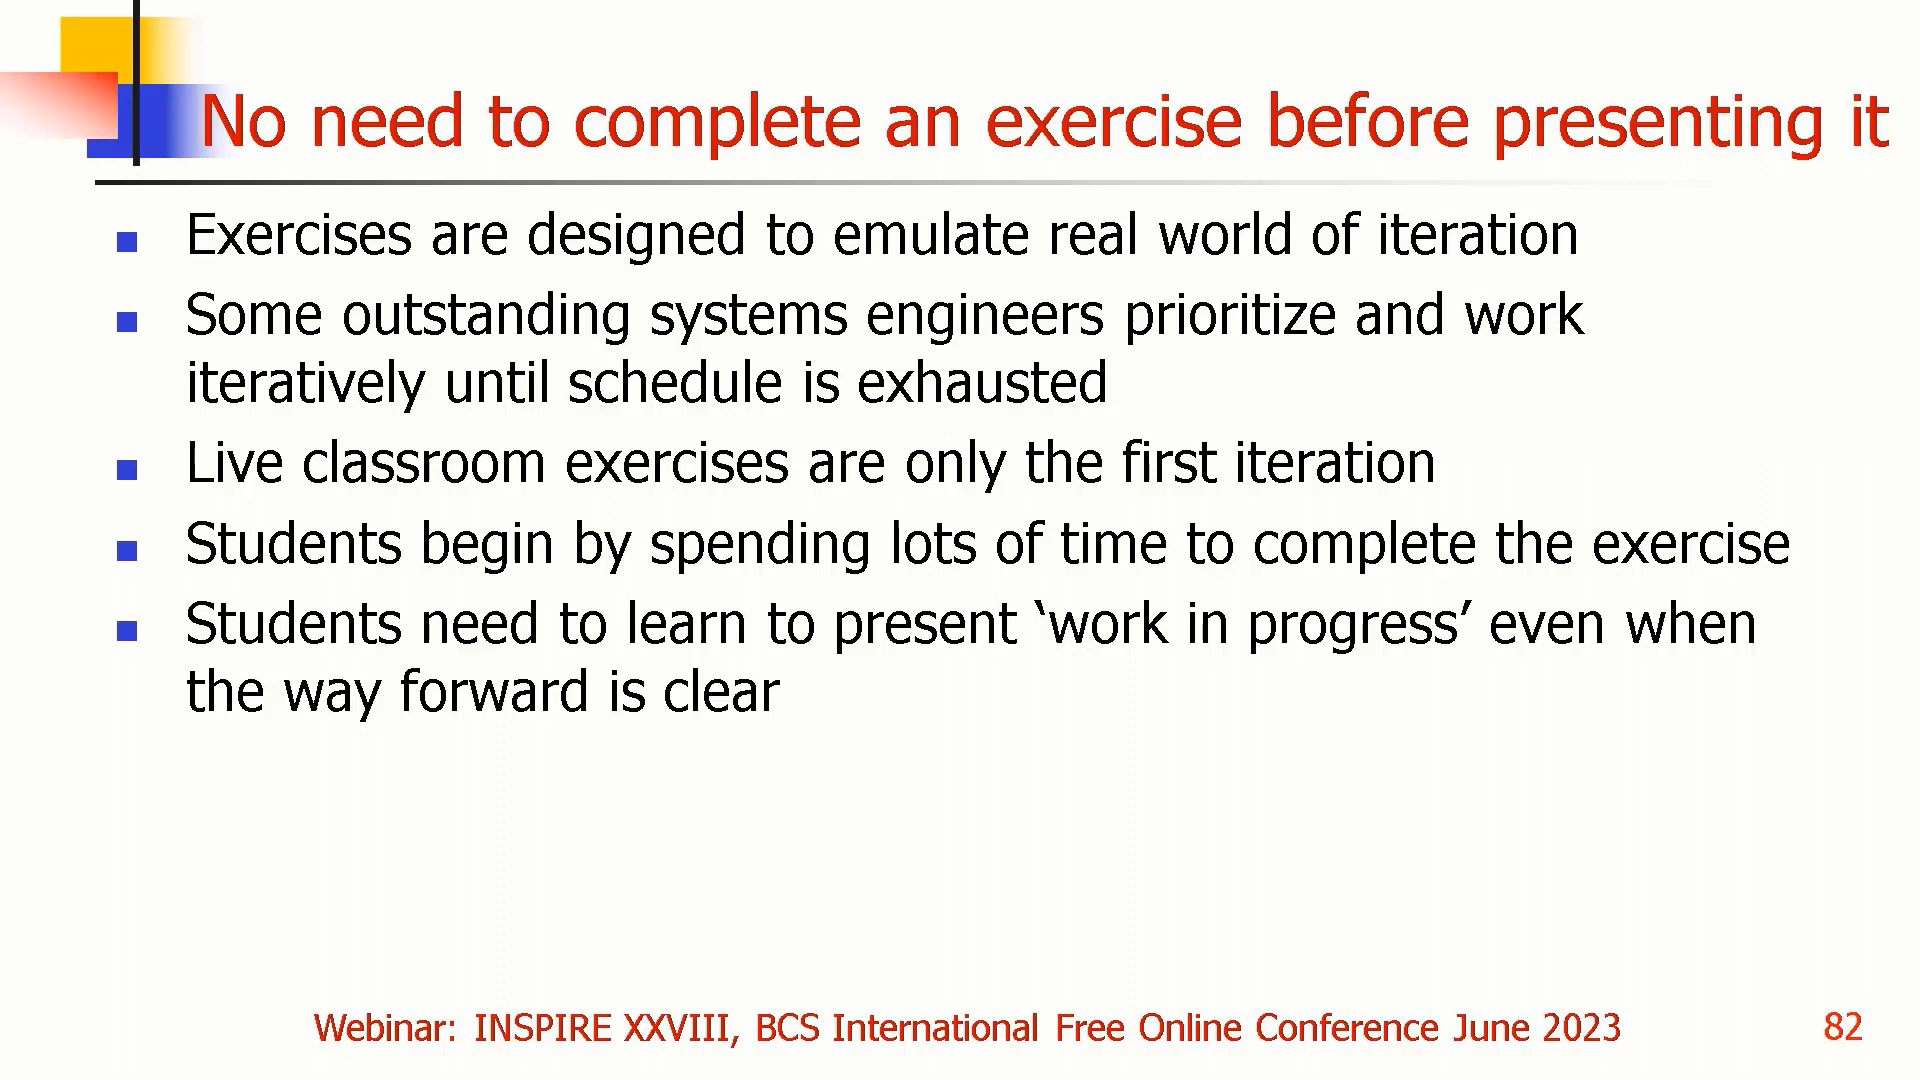 No need to complete an exercise before presenting it
Exercises are designed to emulate real world of iteration
Some outstanding systems engineers prioritize and work
iteratively until schedule is exhausted
Live classroom exercises are only the first iteration
Students begin by spending lots of time to complete the exercise
Students need to learn to present ‘work in progress’ even when
the way forward is clear
Webinar: INSPIRE XXVIII, BCS International Free Online Conference June 2023
82